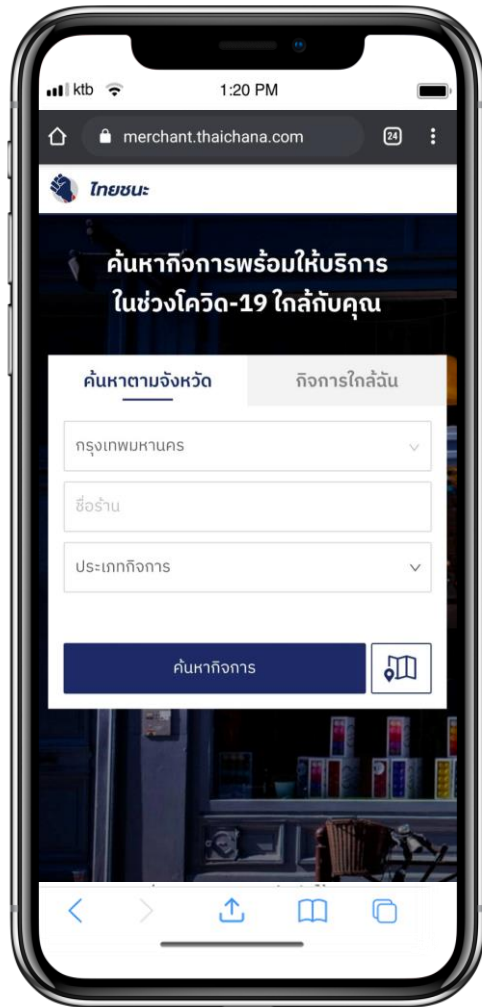 ktb
1:20 PM
merchant.thaichana.com
24
ไทยชนะ
ค้นหากิจการพร้อมให้บริการ
ในช่วงโควิด-19 ใกล้กับคุณ
ค้นหาตามจังหวัด
กิจการใกล้ฉัน
กรุงเทพมหานคร
ชื่อร้าน
ประเภทกิจการ
ค้นหากิจการ